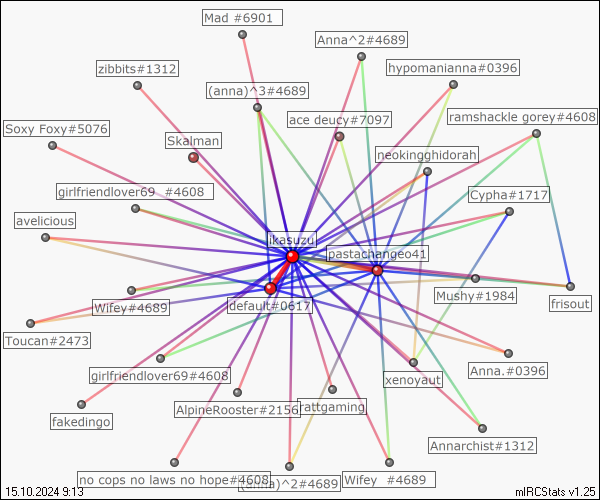 Mad #6901
Anna^2#4689
zibbits#1312
hypomanianna#0396
(anna)^3#4689
ace deucy#7097
ramshackle gorey#4608
Soxy Foxy#5076
Skalman
neokingghidorah
girlfriendlover69_#4608
Cypha#1717
avelicious
ikasuzu
pastachangeo41
default#0617
Wifey#4689
Mushy#1984
frisout
Toucan#2473
girlfriendlover69#4608
xenoyaut
Anna.#0396
fakedingo
AlpineRooster#2156
rattgaming
Annarchist#1312
no cops no laws no hope#4608
(anna)^2#4689
Wifey_#4689
15.10.2024 9:13
mIRCStats v1.25